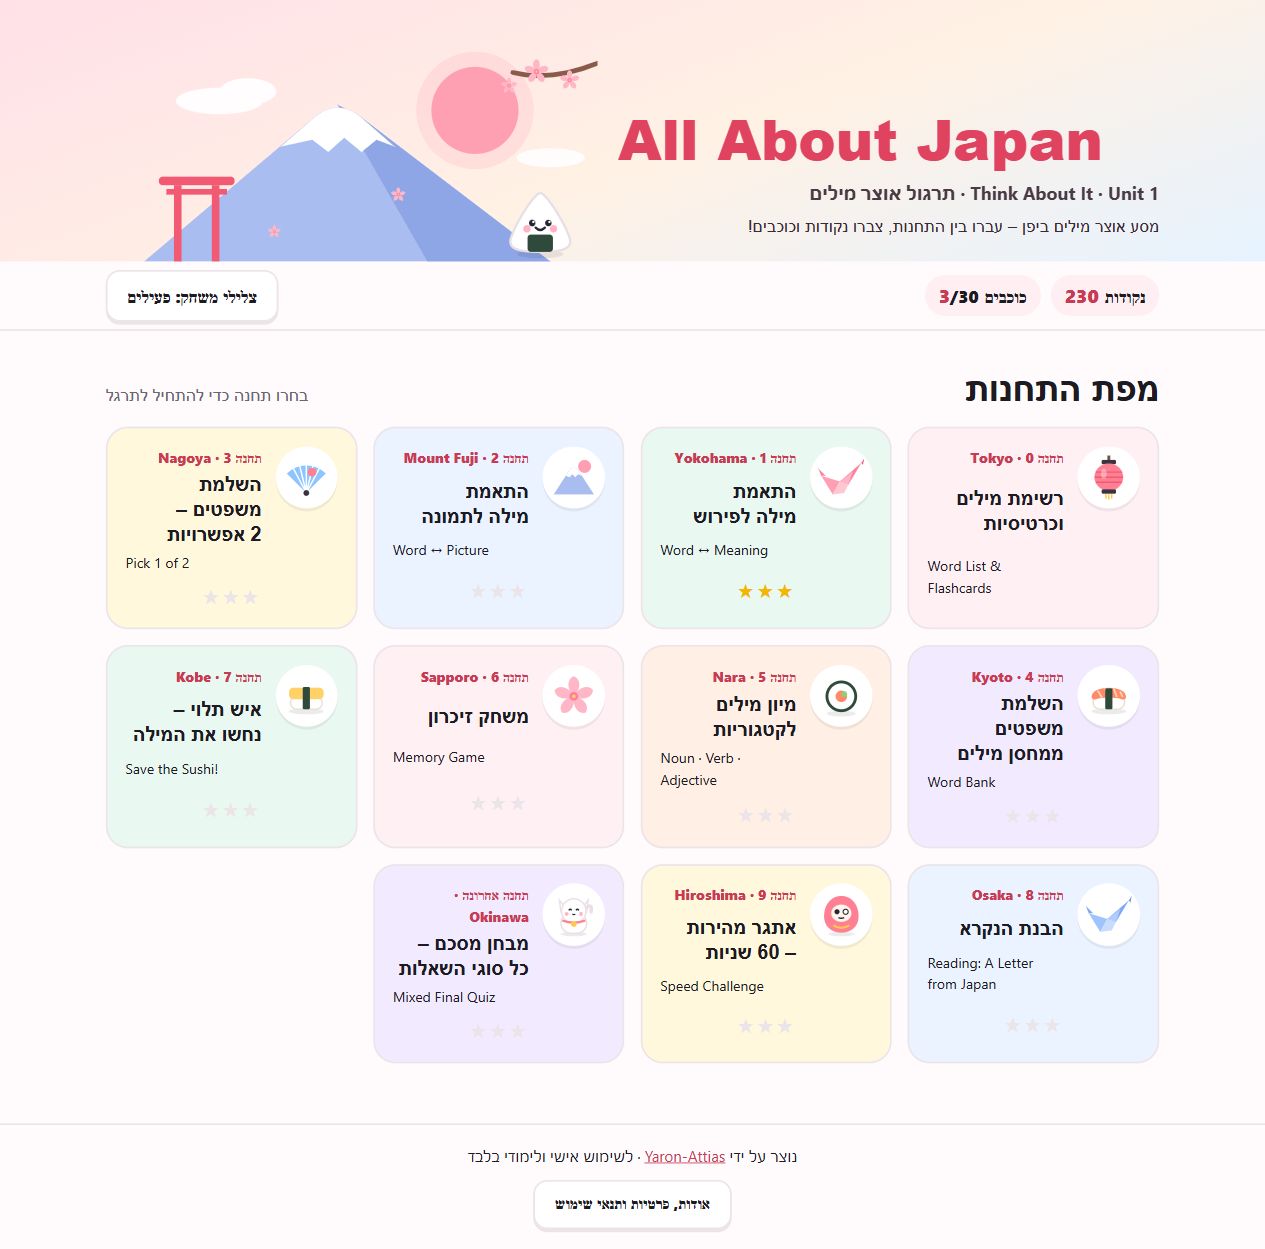 All About Japan
Think About It · Unit 1 · תרגול אוצר מילים
מסע אוצר מילים ביפן – עברו בין התחנות, צברו נקודות וכוכבים!
נקודות 230
כוכבים 3/30
צלילי משחק: פעילים
מפת התחנות
בחרו תחנה כדי להתחיל לתרגל
תחנה 0 · Tokyo
רשימת מילים
וכרטיסיות
Word List &
Flashcards
תחנה 1 · Yokohama
התאמת
מילה לפירוש
Word ↔ Meaning
תחנה 2 · Mount Fuji
התאמת
מילה לתמונה
Word ↔ Picture
תחנה 3 · Nagoya
השלמת
משפטים –
2 אפשרויות
Pick 1 of 2
תחנה 4 · Kyoto
השלמת
משפטים
ממחסן מילים
Word Bank
תחנה 5 · Nara
מיון מילים
לקטגוריות
Noun · Verb ·
Adjective
תחנה 6 · Sapporo
משחק זיכרון
Memory Game
תחנה 7 · Kobe
איש תלוי –
נחשו את המילה
Save the Sushi!
תחנה 8 · Osaka
הבנת הנקרא
Reading: A Letter
from Japan
תחנה 9 · Hiroshima
אתגר מהירות
– 60 שניות
Speed Challenge
תחנה אחרונה ·
Okinawa
מבחן מסכם –
כל סוגי השאלות
Mixed Final Quiz
נוצר על ידי Yaron-Attias · לשימוש אישי ולימודי בלבד
אודות, פרטיות ותנאי שימוש